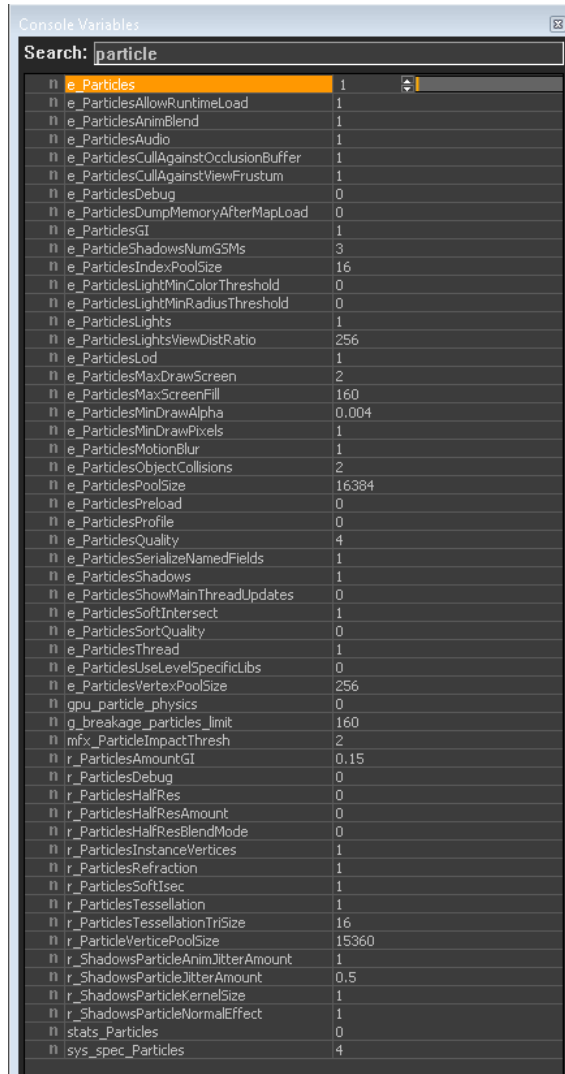 Console Variables
Search: particle
n e_Particles 1
n e_ParticlesAllowRuntimeLoad 1
n e_ParticlesAnimBlend 1
n e_ParticlesAudio 1
n e_ParticlesCullAgainstOcclusionBuffer 1
n e_ParticlesCullAgainstViewFrustum 1
n e_ParticlesDebug 0
n e_ParticlesDumpMemoryAfterMapLoad 0
n e_ParticlesGI 1
n e_ParticleShadowsNumGSMs 3
n e_ParticlesIndexPoolSize 16
n e_ParticlesLightMinColorThreshold 0
n e_ParticlesLightMinRadiusThreshold 0
n e_ParticlesLights 1
n e_ParticlesLightsViewDistRatio 256
n e_ParticlesLod 1
n e_ParticlesMaxDrawScreen 2
n e_ParticlesMaxScreenFill 160
n e_ParticlesMinDrawAlpha 0.004
n e_ParticlesMinDrawPixels 1
n e_ParticlesMotionBlur 1
n e_ParticlesObjectCollisions 2
n e_ParticlesPoolSize 16384
n e_ParticlesPreload 0
n e_ParticlesProfile 0
n e_ParticlesQuality 4
n e_ParticlesSerializeNamedFields 1
n e_ParticlesShadows 1
n e_ParticlesShowMainThreadUpdates 0
n e_ParticlesSoftIntersect 1
n e_ParticlesSortQuality 0
n e_ParticlesThread 1
n e_ParticlesUseLevelSpecificLibs 0
n e_ParticlesVertexPoolSize 256
n gpu_particle_physics 0
n g_breakage_particles_limit 160
n mfx_ParticleImpactThresh 2
n r_ParticlesAmountGI 0.15
n r_ParticlesDebug 0
n r_ParticlesHalfRes 0
n r_ParticlesHalfResAmount 0
n r_ParticlesHalfResBlendMode 0
n r_ParticlesInstanceVertices 1
n r_ParticlesRefraction 1
n r_ParticlesSoftIsec 1
n r_ParticlesTessellation 1
n r_ParticlesTessellationTriSize 16
n r_ParticleVerticePoolSize 15360
n r_ShadowsParticleAnimJitterAmount 1
n r_ShadowsParticleJitterAmount 0.5
n r_ShadowsParticleKernelSize 1
n r_ShadowsParticleNormalEffect 1
n stats_Particles 0
n sys_spec_Particles 4